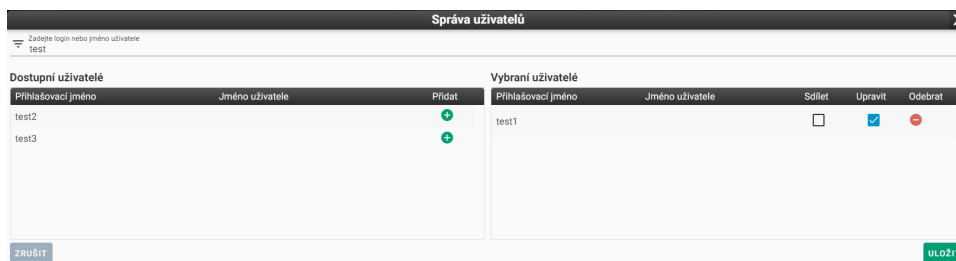 Správa uživatelů
Zadejte login nebo jméno uživatele
test
Dostupní uživatelé
Přihlašovací jméno Jméno uživatele Přidat
test2
test3
Vybraní uživatelé
Přihlašovací jméno Jméno uživatele Sdílet Upravit Odebrat
test1
ZRUŠIT
ULOŽIT